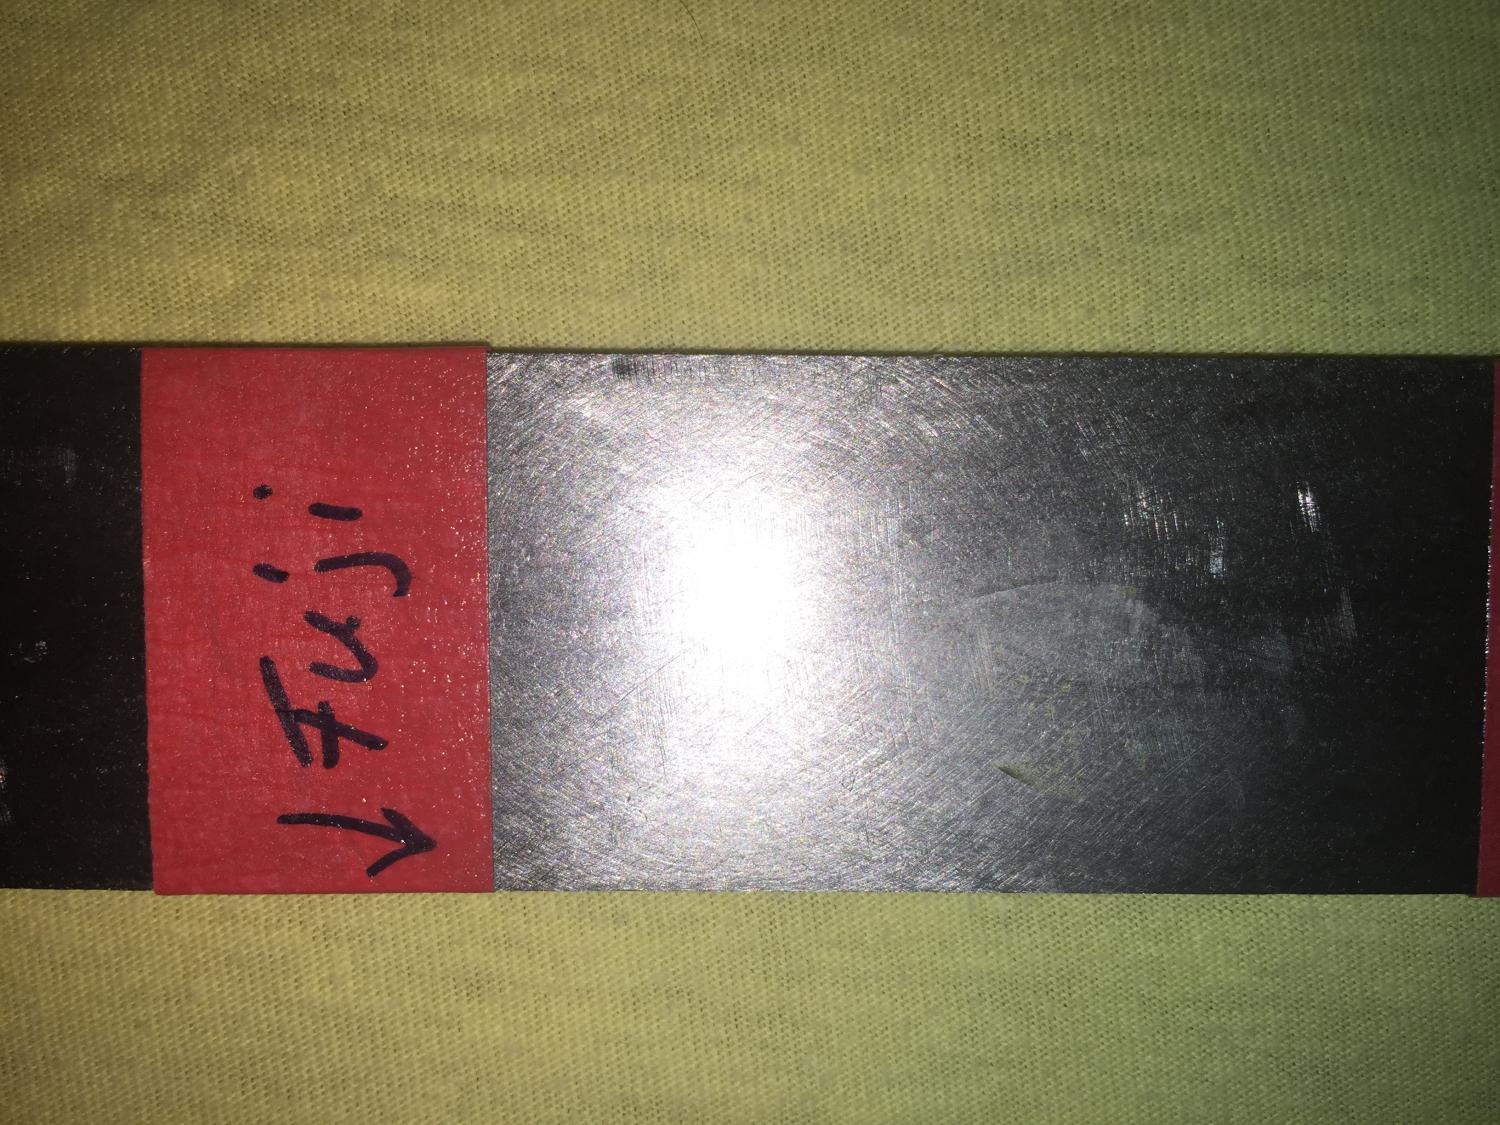 ↓ Fuji